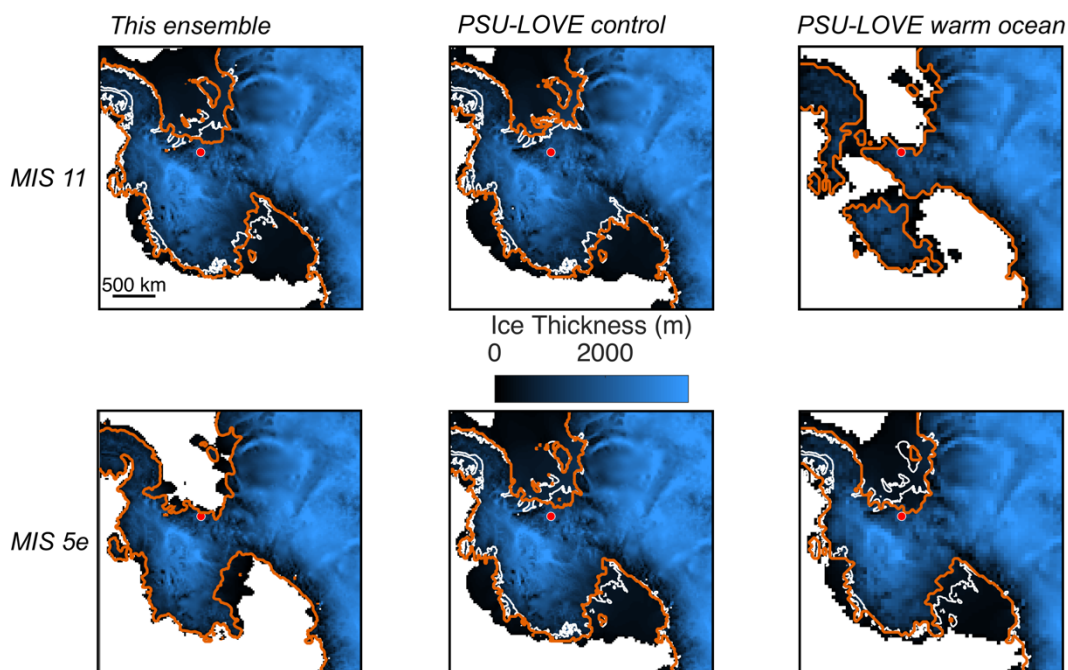 This ensemble
PSU-LOVE control
PSU-LOVE warm ocean
MIS 11
500 km
Ice Thickness (m)
0 2000
MIS 5e